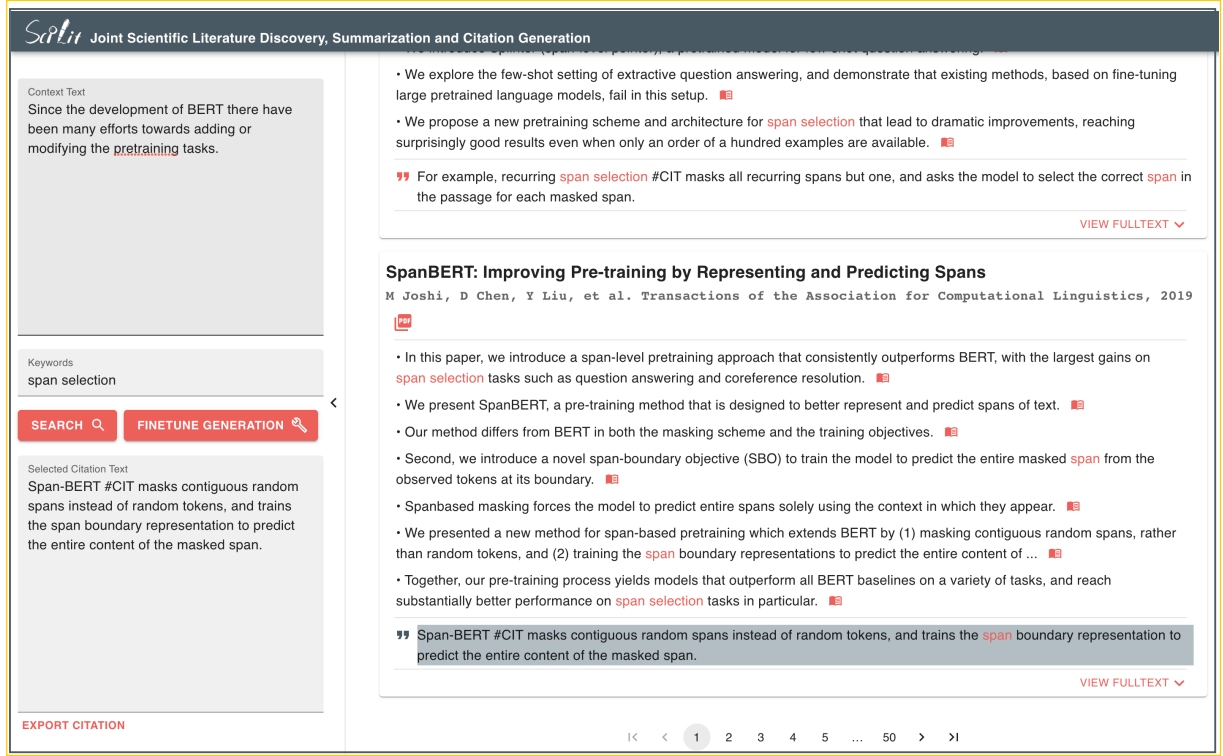 SciLit Joint Scientific Literature Discovery, Summarization and Citation Generation
Context Text
Since the development of BERT there have
been many efforts towards adding or
modifying the pretraining tasks.
Keywords
span selection
SEARCH
FINETUNE GENERATION
Selected Citation Text
Span-BERT #CIT masks contiguous random
spans instead of random tokens, and trains
the span boundary representation to predict
the entire content of the masked span.
EXPORT CITATION
• We explore the few-shot setting of extractive question answering, and demonstrate that existing methods, based on fine-tuning
large pretrained language models, fail in this setup.
• We propose a new pretraining scheme and architecture for span selection that lead to dramatic improvements, reaching
surprisingly good results even when only an order of a hundred examples are available.
For example, recurring span selection #CIT masks all recurring spans but one, and asks the model to select the correct span in
the passage for each masked span.
VIEW FULLTEXT
SpanBERT: Improving Pre-training by Representing and Predicting Spans
M Joshi, D Chen, Y Liu, et al. Transactions of the Association for Computational Linguistics, 2019
PDF
• In this paper, we introduce a span-level pretraining approach that consistently outperforms BERT, with the largest gains on
span selection tasks such as question answering and coreference resolution.
• We present SpanBERT, a pre-training method that is designed to better represent and predict spans of text.
• Our method differs from BERT in both the masking scheme and the training objectives.
• Second, we introduce a novel span-boundary objective (SBO) to train the model to predict the entire masked span from the
observed tokens at its boundary.
• Spanbased masking forces the model to predict entire spans solely using the context in which they appear.
• We presented a new method for span-based pretraining which extends BERT by (1) masking contiguous random spans, rather
than random tokens, and (2) training the span boundary representations to predict the entire content of ...
• Together, our pre-training process yields models that outperform all BERT baselines on a variety of tasks, and reach
substantially better performance on span selection tasks in particular.
Span-BERT #CIT masks contiguous random spans instead of random tokens, and trains the span boundary representation to
predict the entire content of the masked span.
VIEW FULLTEXT
1 2 3 4 5 ... 50